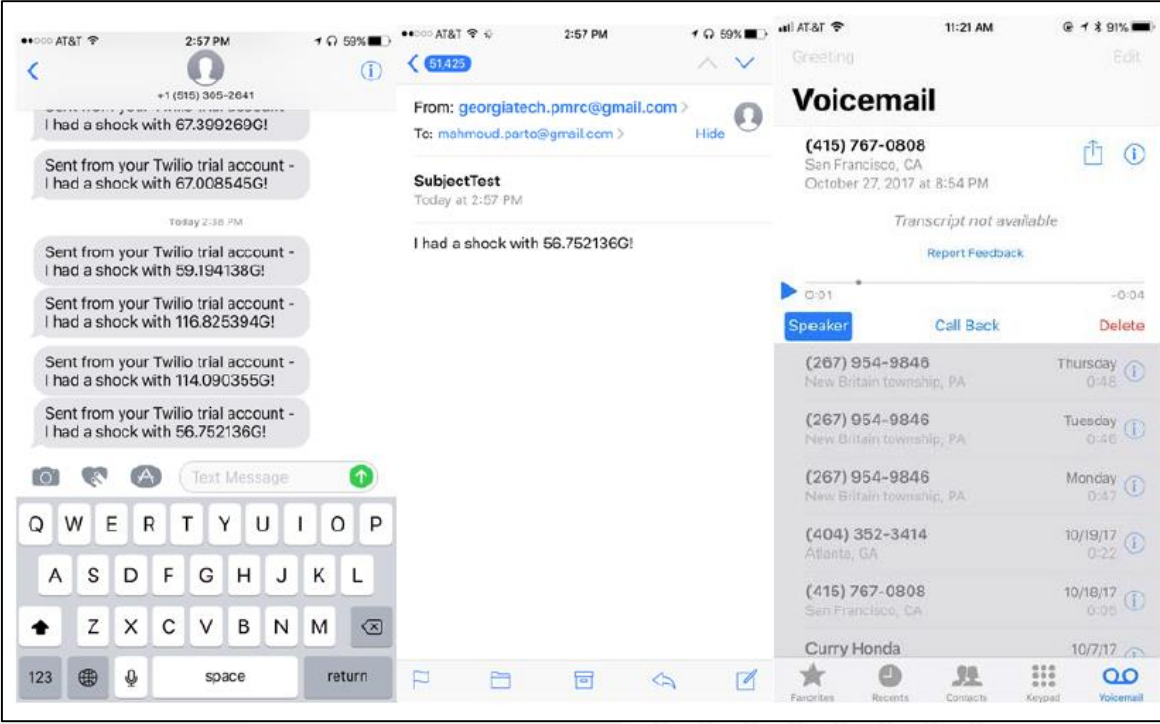 AT&T 2:57 PM 59%
+1 (515) 305-2641
I had a shock with 67.399269G!
Sent from your Twilio trial account -
I had a shock with 67.008545G!
Today 2:38 PM
Sent from your Twilio trial account -
I had a shock with 59.194138G!
Sent from your Twilio trial account -
I had a shock with 116.825394G!
Sent from your Twilio trial account -
I had a shock with 114.090355G!
Sent from your Twilio trial account -
I had a shock with 56.752136G!
Text Message
Q W E R T Y U I O P
A S D F G H J K L
Z X C V B N M
123 space return
AT&T 2:57 PM 59%
51,425
From: georgiatech.pmrc@gmail.com
To: mahmoud.parto@gmail.com Hide
SubjectTest
Today at 2:57 PM
I had a shock with 56.752136G!
AT&T 11:21 AM 91%
Greeting Edit
Voicemail
(415) 767-0808
San Francisco, CA
October 27, 2017 at 8:54 PM
Transcript not available
Report Feedback
0:01 -0:04
Speaker Call Back Delete
(267) 954-9846 Thursday
New Britain township, PA 0:48
(267) 954-9846 Tuesday
New Britain township, PA 0:46
(267) 954-9846 Monday
New Britain township, PA 0:47
(404) 352-3414 10/19/17
Atlanta, GA 0:22
(415) 767-0808 10/18/17
San Francisco, CA
Curry Honda 10/7/17
Favorites Recents Contacts Keypad Voicemail